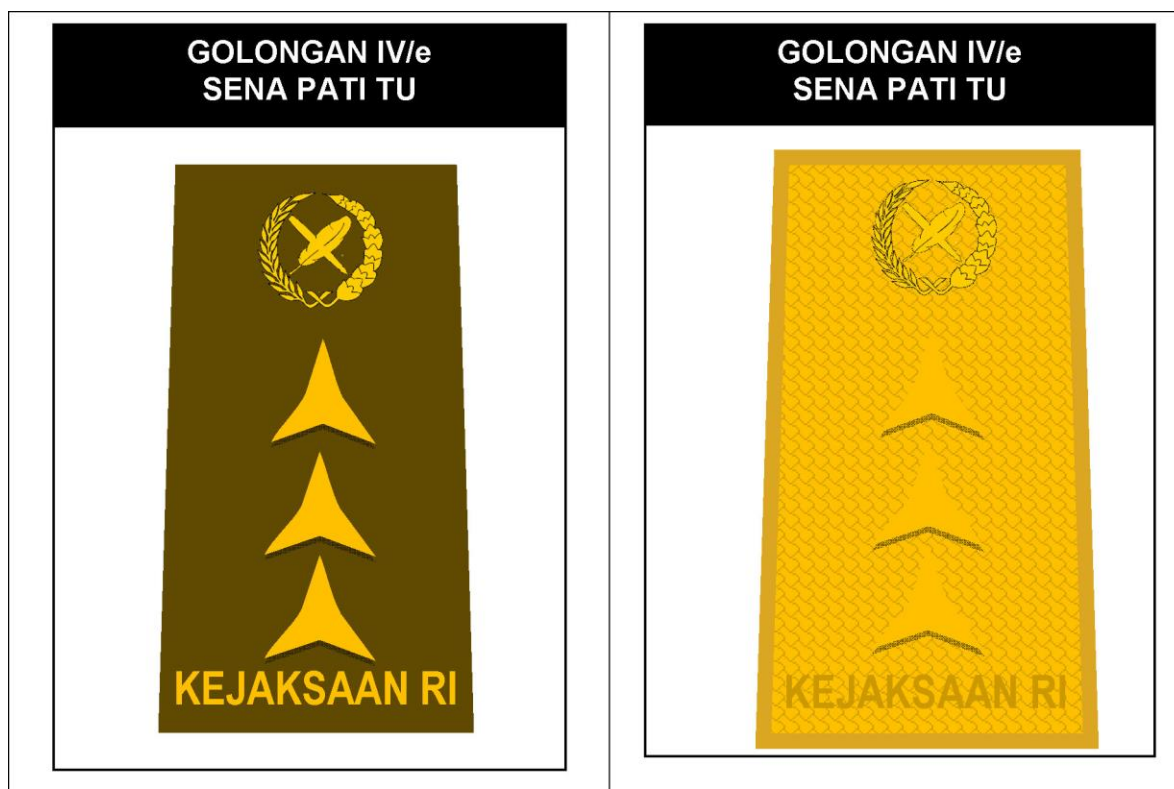 GOLONGAN IV/e
SENA PATI TU
KEJAKSAAN RI
GOLONGAN IV/e
SENA PATI TU
KEJAKSAAN RI